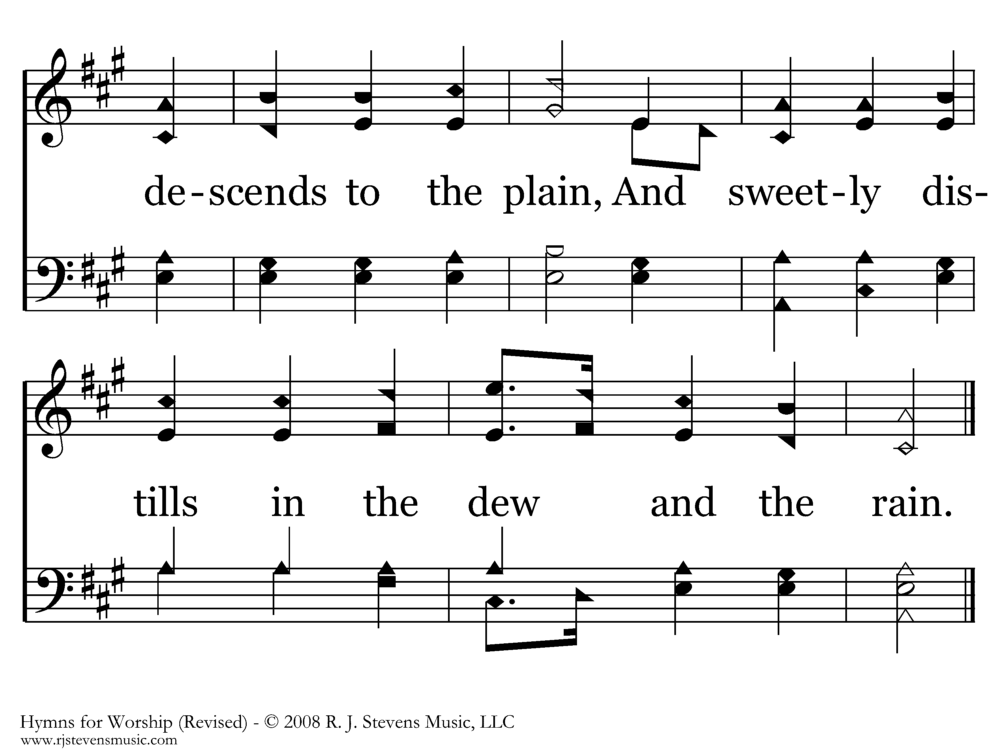 de-scends to the plain, And sweet-ly dis-
tills in the dew and the rain.
Hymns for Worship (Revised) - © 2008 R. J. Stevens Music, LLC
www.rjstevensmusic.com